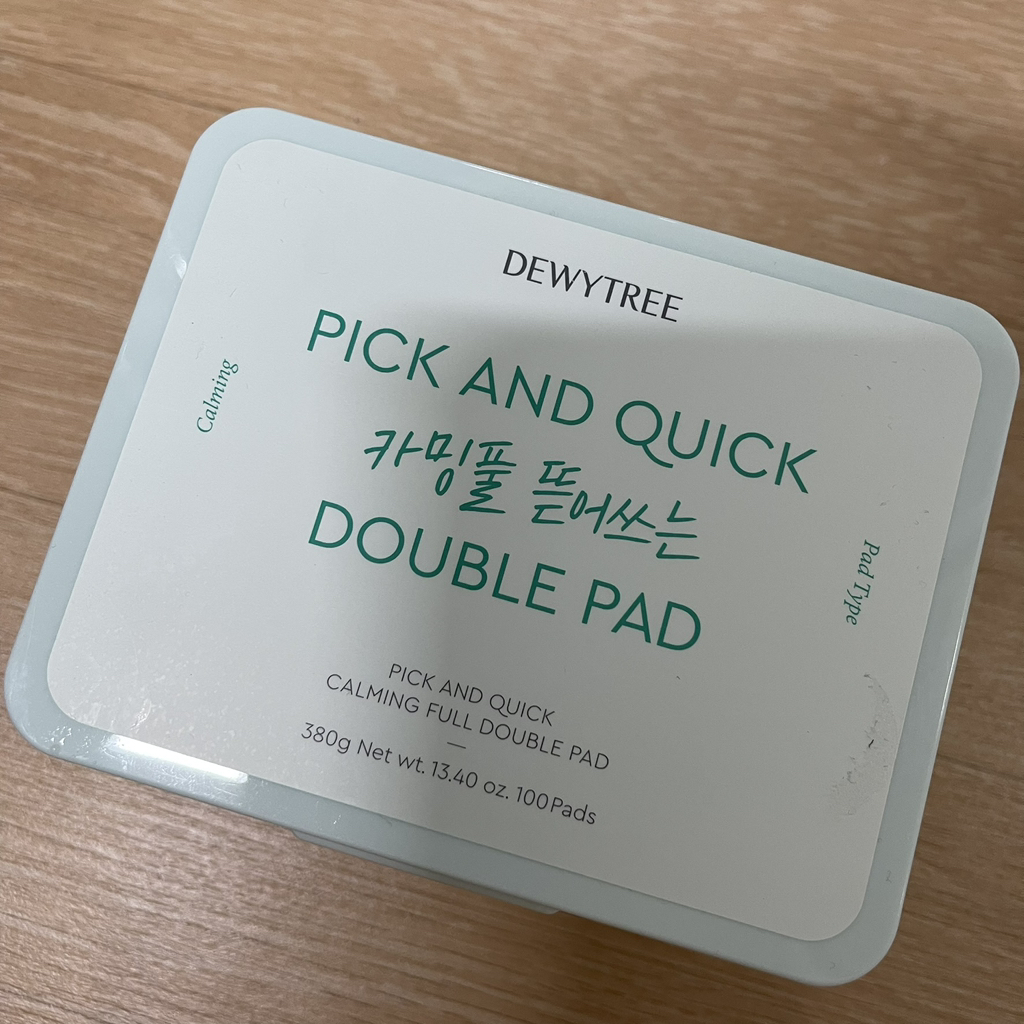 DEWYTREE
PICK AND QUICK
카밍풀 뜯어쓰는
DOUBLE PAD
Calming
Pad Type
PICK AND QUICK
CALMING FULL DOUBLE PAD
380g Net wt. 13.40 oz. 100Pads